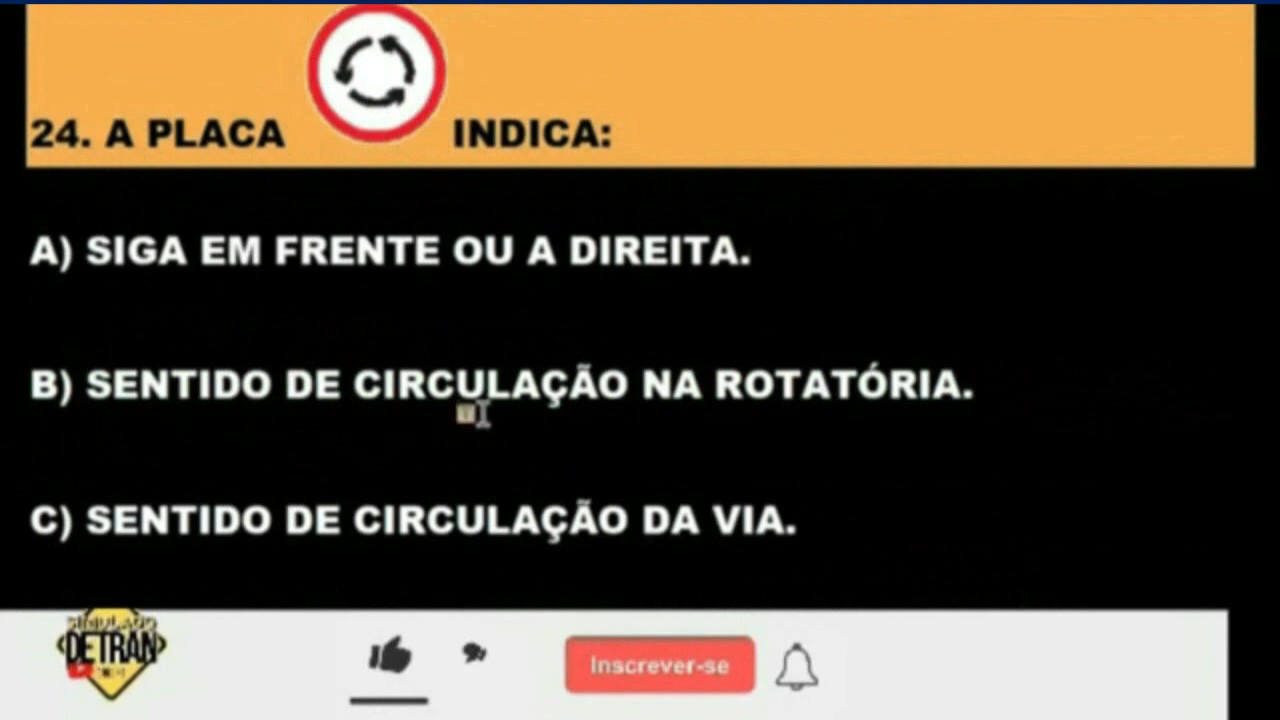 24. A PLACA INDICA:
A) SIGA EM FRENTE OU A DIREITA.
B) SENTIDO DE CIRCULAÇÃO NA ROTATÓRIA.
C) SENTIDO DE CIRCULAÇÃO DA VIA.
SIMULADO
DETRAN
Inscrever-se